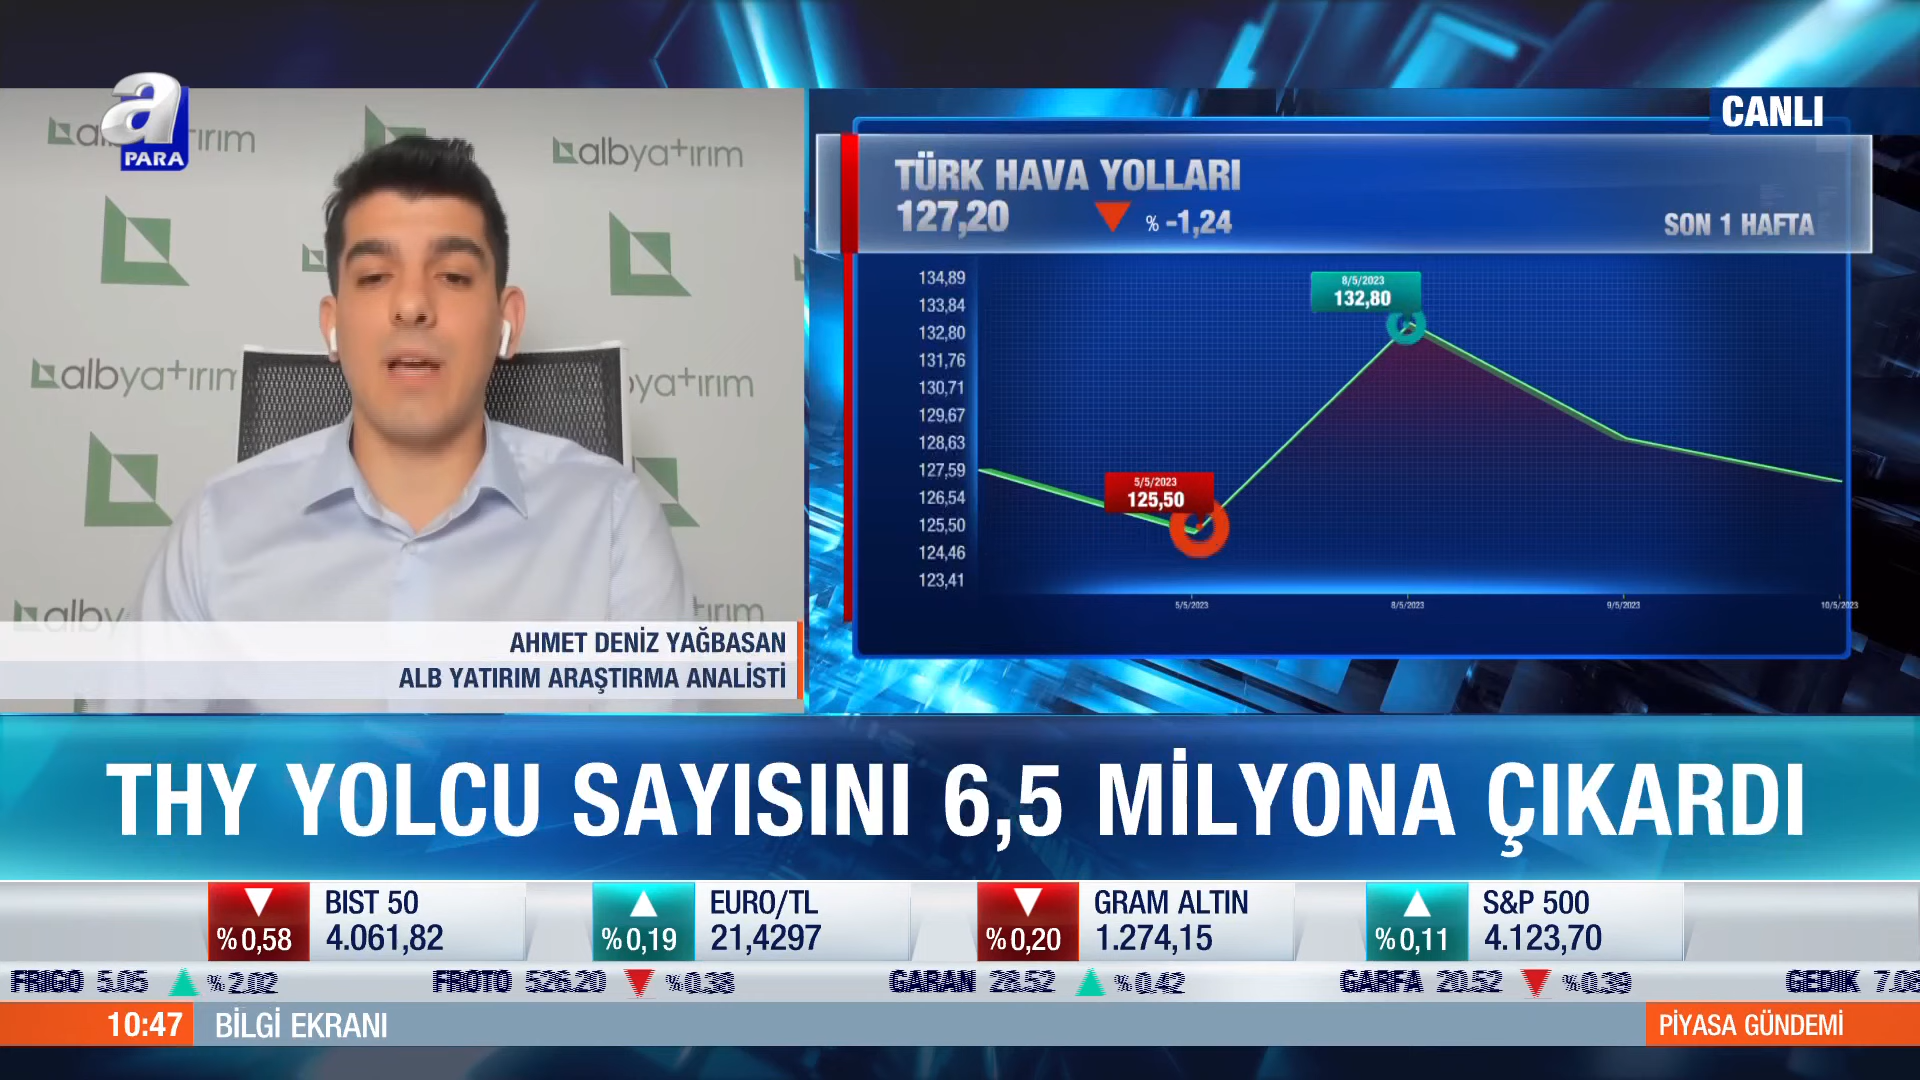 a
PARA
albyatırım
albyatırım
albyatırım
CANLI
TÜRK HAVA YOLLARI
127,20
% -1,24
SON 1 HAFTA
134,89
133,84
132,80
131,76
130,71
129,67
128,63
127,59
126,54
125,50
124,46
123,41
8/5/2023
132,80
5/5/2023
125,50
5/5/2023
8/5/2023
9/5/2023
10/5/2023
AHMET DENİZ YAĞBASAN
ALB YATIRIM ARAŞTIRMA ANALİSTİ
THY YOLCU SAYISINI 6,5 MİLYONA ÇIKARDI
%0,58 BIST 50 4.061,82
%0,19 EURO/TL 21,4297
%0,20 GRAM ALTIN 1.274,15
%0,11 S&P 500 4.123,70
FRIGO 5.05 %2.02 FROTO 526.20 %0.38 GARAN 28.52 %0.42 GARFA 20.52 %0.39 GEDIK 7.08
10:47 BİLGİ EKRANI
PİYASA GÜNDEMİ